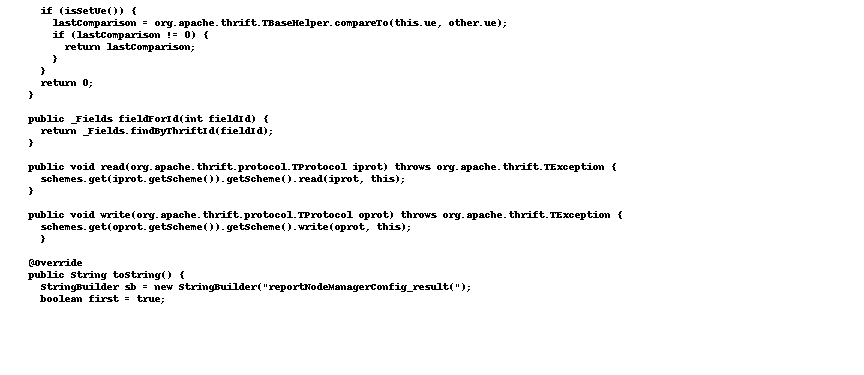 if (isSetUe()) {
lastComparison = org.apache.thrift.TBaseHelper.compareTo(this.ue, other.ue);
if (lastComparison != 0) {
return lastComparison;
}
}
return 0;
}
public _Fields fieldForId(int fieldId) {
return _Fields.findByThriftId(fieldId);
}
public void read(org.apache.thrift.protocol.TProtocol iprot) throws org.apache.thrift.TException {
schemes.get(iprot.getScheme()).getScheme().read(iprot, this);
}
public void write(org.apache.thrift.protocol.TProtocol oprot) throws org.apache.thrift.TException {
schemes.get(oprot.getScheme()).getScheme().write(oprot, this);
}
@Override
public String toString() {
StringBuilder sb = new StringBuilder("reportNodeManagerConfig_result(");
boolean first = true;